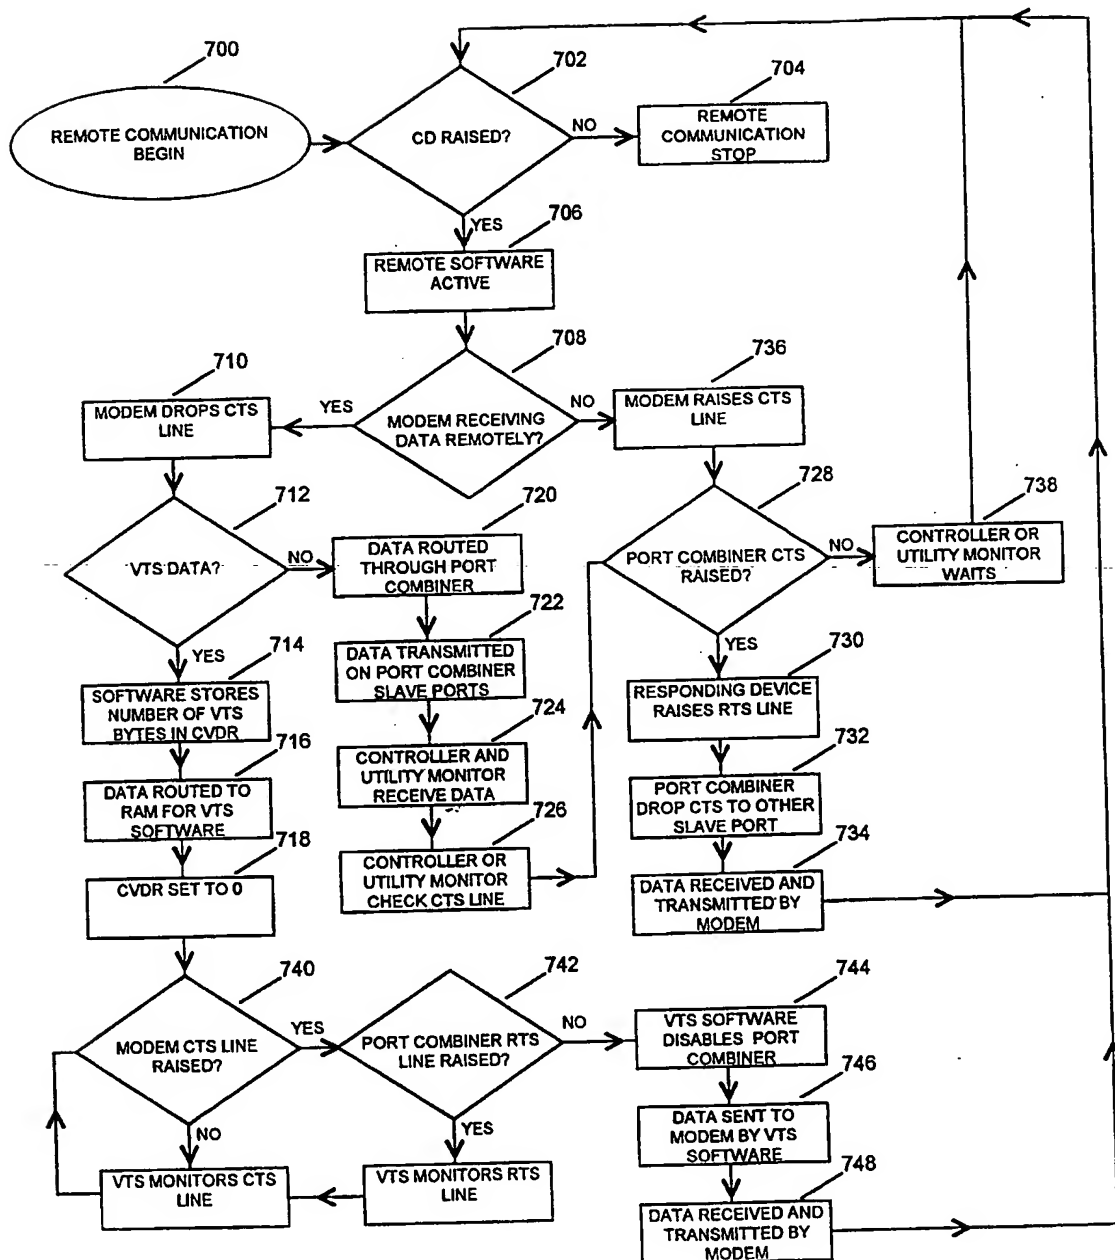 700
REMOTE COMMUNICATION
BEGIN
702
CD RAISED?
NO
704
REMOTE
COMMUNICATION
STOP
YES
706
REMOTE SOFTWARE
ACTIVE
708
MODEM RECEIVING
DATA REMOTELY?
YES
710
MODEM DROPS CTS
LINE
NO
736
MODEM RAISES CTS
LINE
712
VTS DATA?
NO
720
DATA ROUTED
THROUGH PORT
COMBINER
722
DATA TRANSMITTED
ON PORT COMBINER
SLAVE PORTS
724
CONTROLLER AND
UTILITY MONITOR
RECEIVE DATA
726
CONTROLLER OR
UTILITY MONITOR
CHECK CTS LINE
728
PORT COMBINER CTS
RAISED?
NO
738
CONTROLLER OR
UTILITY MONITOR
WAITS
YES
730
RESPONDING DEVICE
RAISES RTS LINE
732
PORT COMBINER
DROP CTS TO OTHER
SLAVE PORT
734
DATA RECEIVED AND
TRANSMITTED BY
MODEM
YES
714
SOFTWARE STORES
NUMBER OF VTS
BYTES IN CVDR
716
DATA ROUTED TO
RAM FOR VTS
SOFTWARE
718
CVDR SET TO 0
740
MODEM CTS LINE
RAISED?
YES
742
PORT COMBINER RTS
LINE RAISED?
NO
744
VTS SOFTWARE
DISABLES PORT
COMBINER
746
DATA SENT TO
MODEM BY VTS
SOFTWARE
748
DATA RECEIVED AND
TRANSMITTED BY
MODEM
NO
VTS MONITORS CTS
LINE
YES
VTS MONITORS RTS
LINE